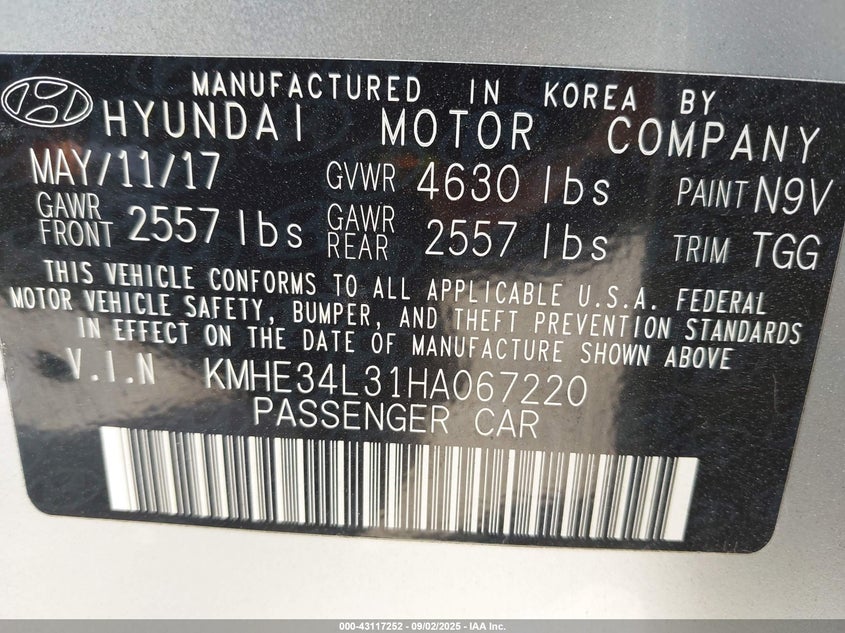 MANUFACTURED IN KOREA BY
HYUNDAI MOTOR COMPANY
MAY/11/17 GVWR 4630 lbs PAINT N9V
GAWR FRONT 2557 lbs GAWR REAR 2557 lbs TRIM TGG
THIS VEHICLE CONFORMS TO ALL APPLICABLE U.S.A. FEDERAL
MOTOR VEHICLE SAFETY, BUMPER, AND THEFT PREVENTION STANDARDS
IN EFFECT ON THE DATE OF MANUFACTURE SHOWN ABOVE
V.I.N KMHE34L31HA067220
PASSENGER CAR
000-43117252 - 09/02/2025 - IAA Inc.